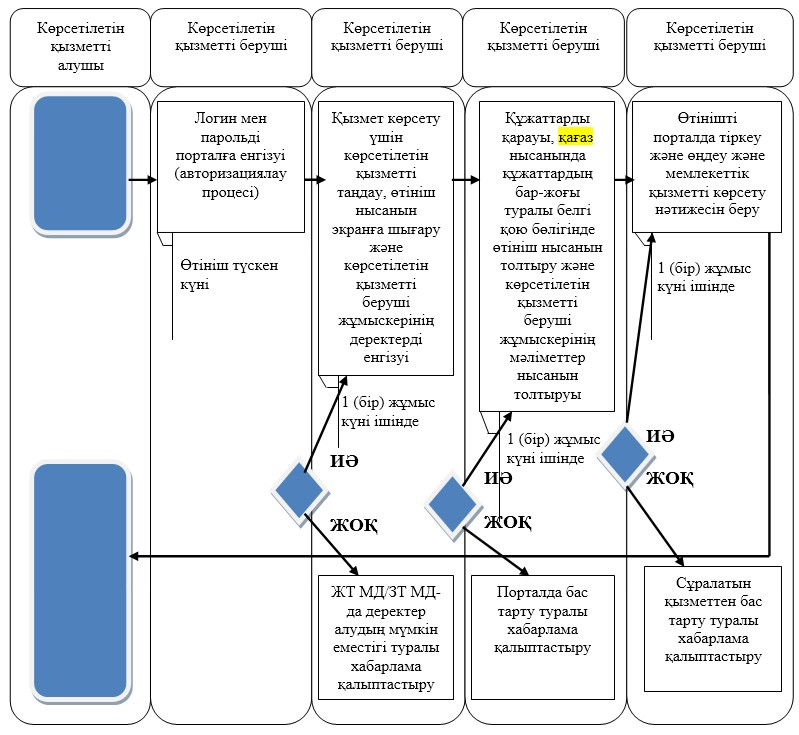 Көрсетілетін
қызметті
алушы
Көрсетілетін
қызметті беруші
Көрсетілетін
қызметті беруші
Көрсетілетін
қызметті беруші
Көрсетілетін
қызметті беруші
Логин мен
парольді
порталға енгізуі
(авторизациялау
процесі)
Өтініш түскен
күні
Қызмет көрсету
үшін
көрсетілетін
қызметті
таңдау, өтініш
нысанын
экранға шығару
және
көрсетілетін
қызметті
беруші
жұмыскерінің
деректерді
енгізуі
1 (бір) жұмыс
күні ішінде
Құжаттарды
қарауы, қағаз
нысанында
құжаттардың
бар-жоғы
туралы белгі
қою бөлігінде
өтініш нысанын
толтыру және
көрсетілетін
қызметті
беруші
жұмыскерінің
мәліметтер
нысанын
толтыруы
1 (бір) жұмыс
күні ішінде
Өтінішті
порталда тіркеу
және өңдеу және
мемлекеттік
қызметті көрсету
нәтижесін беру
1 (бір) жұмыс
күні ішінде
ИӘ
ЖОҚ
ИӘ
ЖОҚ
ИӘ
ЖОҚ
ЖТ МД/ЗТ МД-
да деректер
алудың мүмкін
еместігі туралы
хабарлама
қалыптастыру
Порталда бас
тарту туралы
хабарлама
қалыптастыру
Сұралатын
қызметтен бас
тарту туралы
хабарлама
қалыптастыру